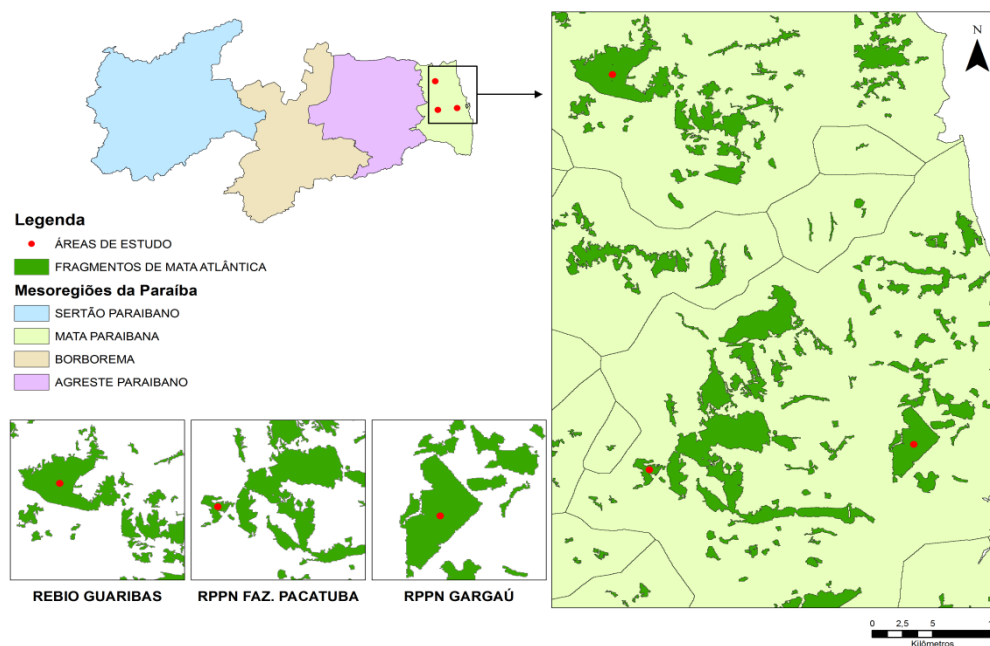 N
Legenda
ÁREAS DE ESTUDO
FRAGMENTOS DE MATA ATLÂNTICA
Mesoregiões da Paraíba
SERTÃO PARAIBANO
MATA PARAIBANA
BORBOREMA
AGRESTE PARAIBANO
REBIO GUARIBAS
RPPN FAZ. PACATUBA
RPPN GARGAÚ
0 2,5 5
Kilômetros